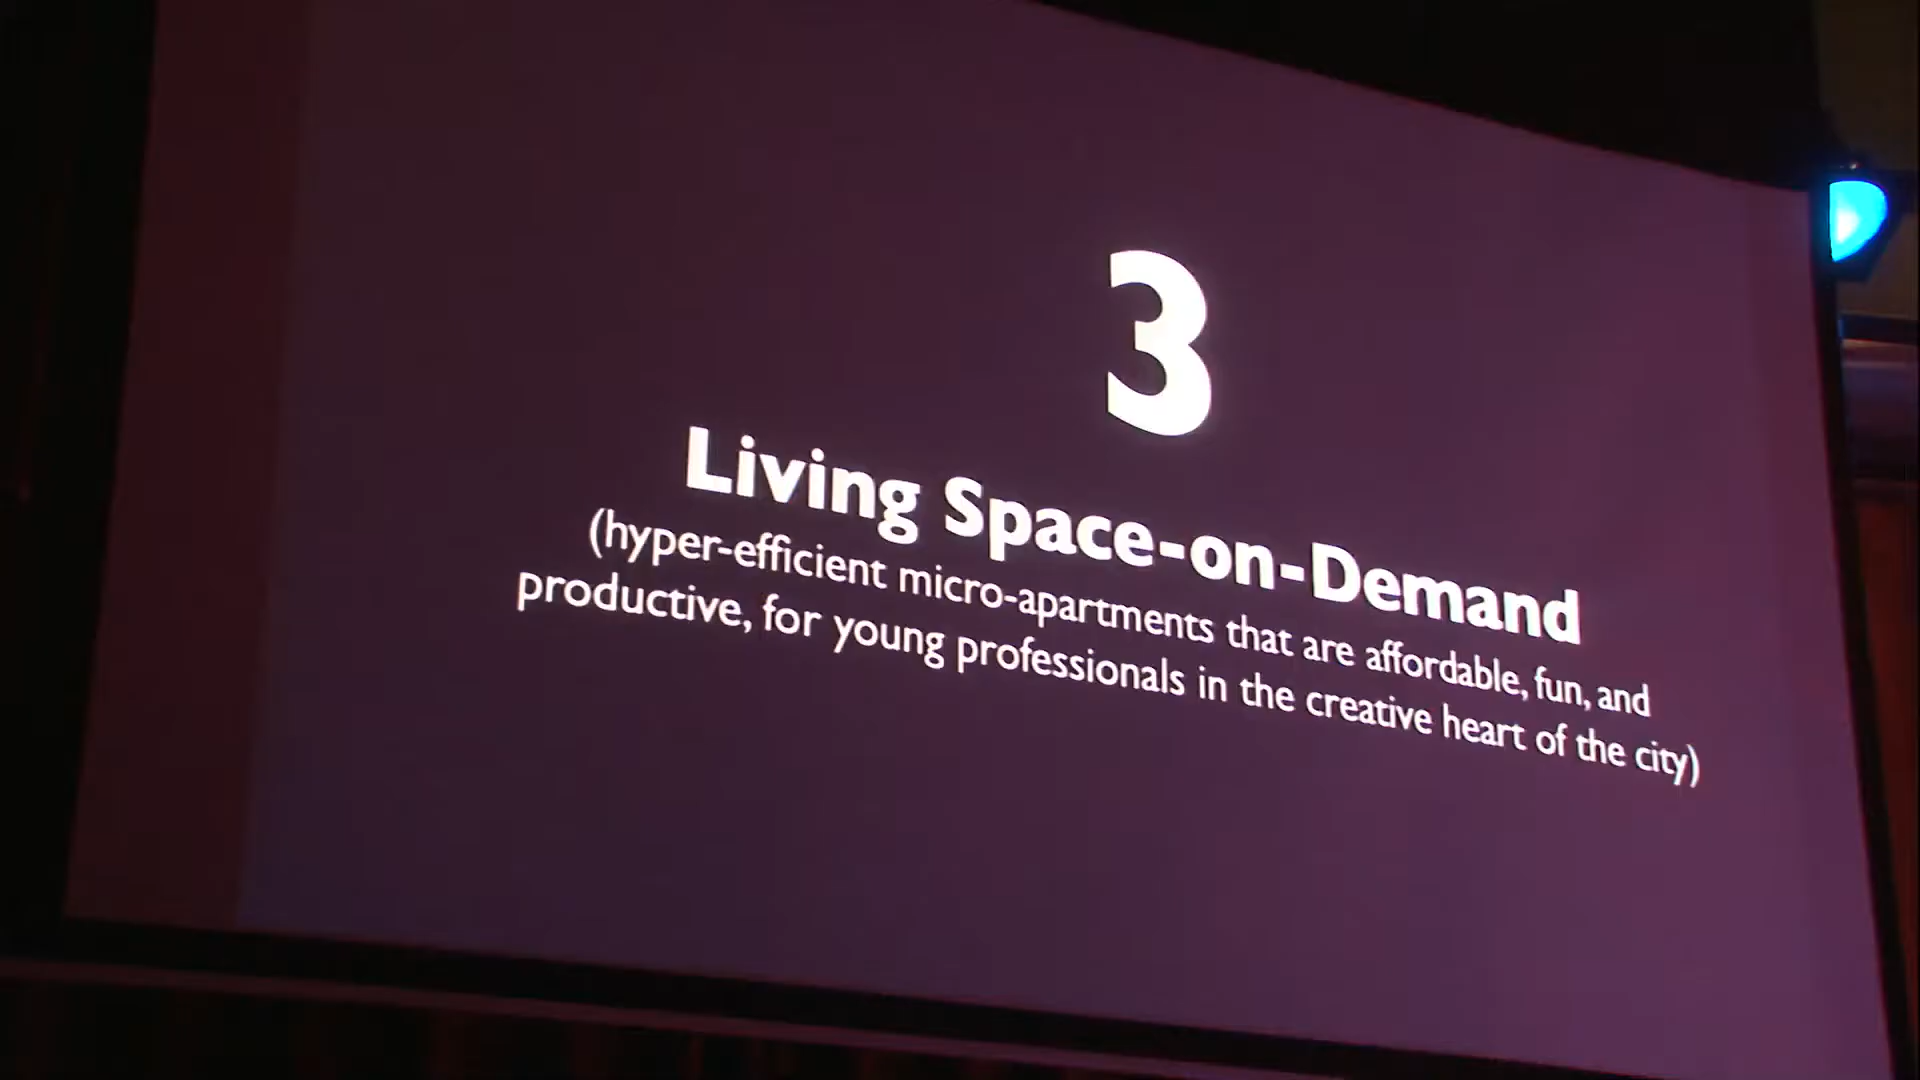 3
Living Space-on-Demand
(hyper-efficient micro-apartments that are affordable, fun, and
productive, for young professionals in the creative heart of the city)